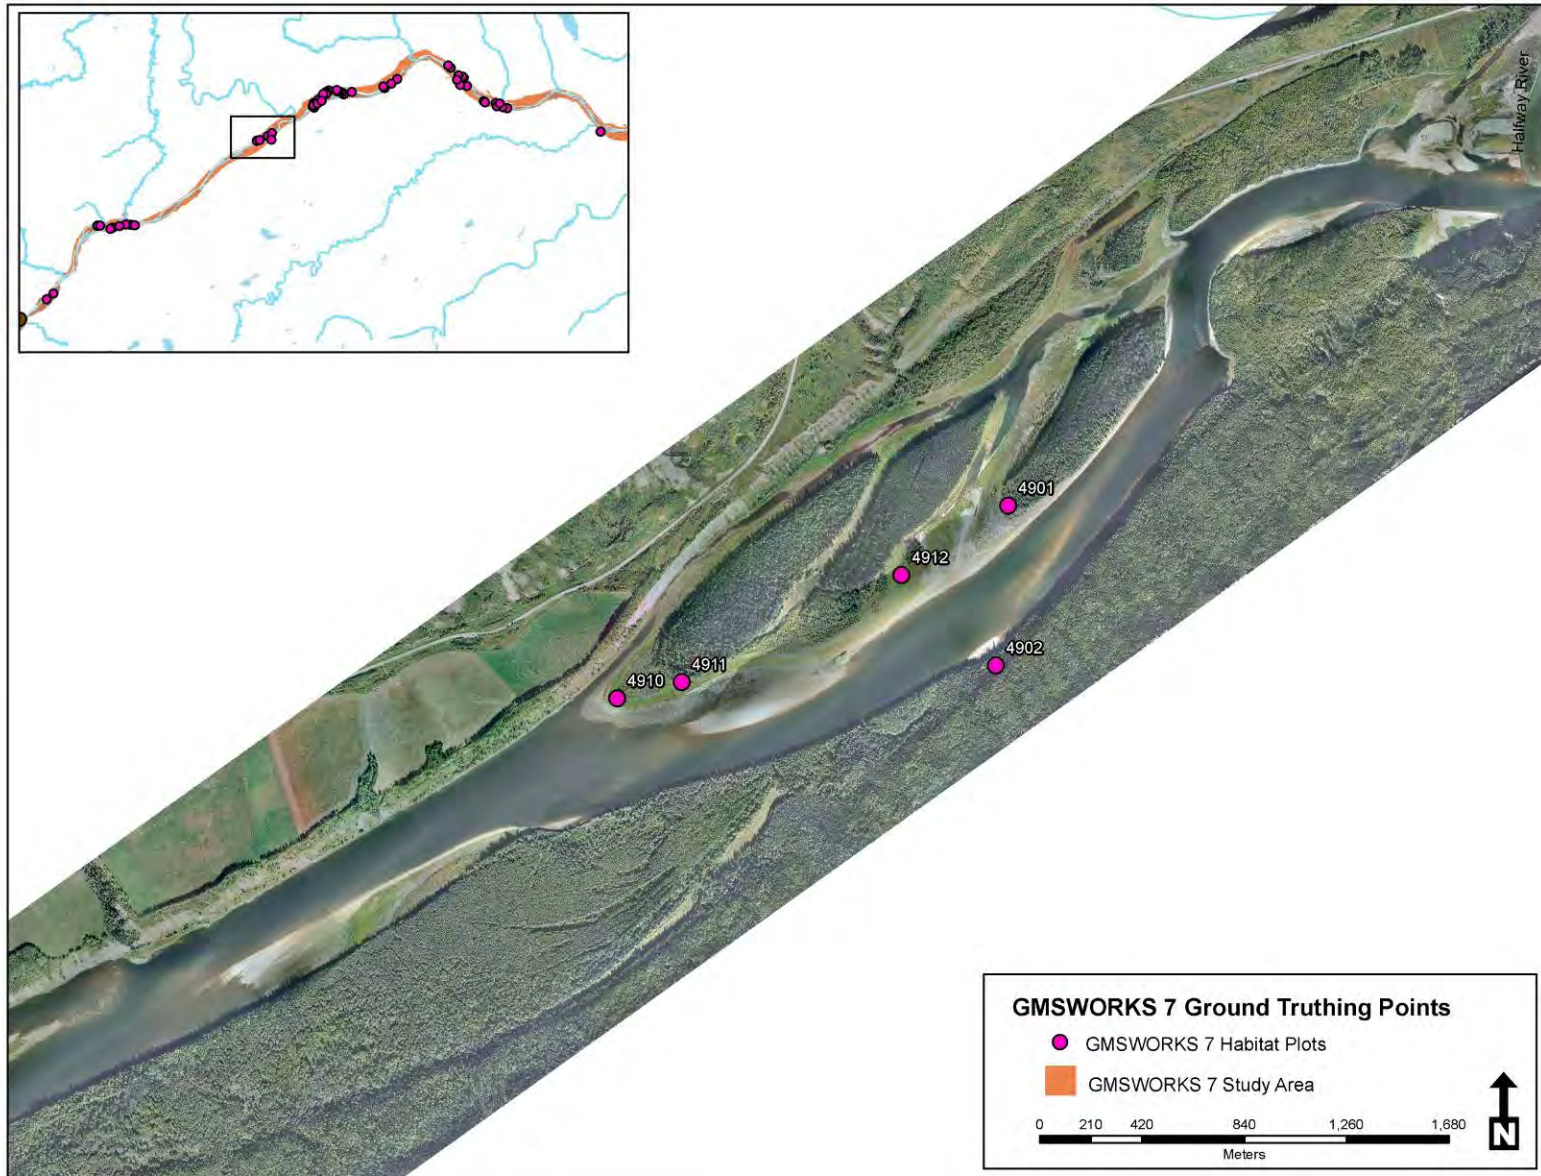 Halfway River
4901
4912
4902
4911
4910
GMSWORKS 7 Ground Truthing Points
GMSWORKS 7 Habitat Plots
GMSWORKS 7 Study Area
0 210 420 840 1,260 1,680
Meters
N